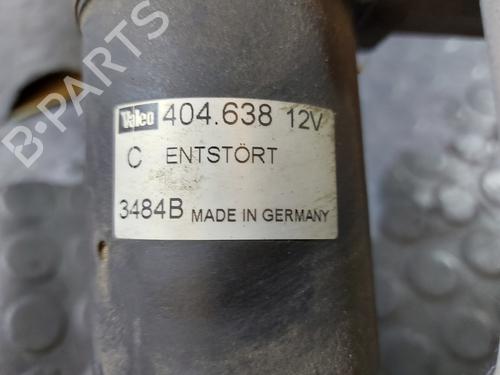 B-PARTS
Valeo 404.638 12V
C ENTSTÖRT
3484B MADE IN GERMANY